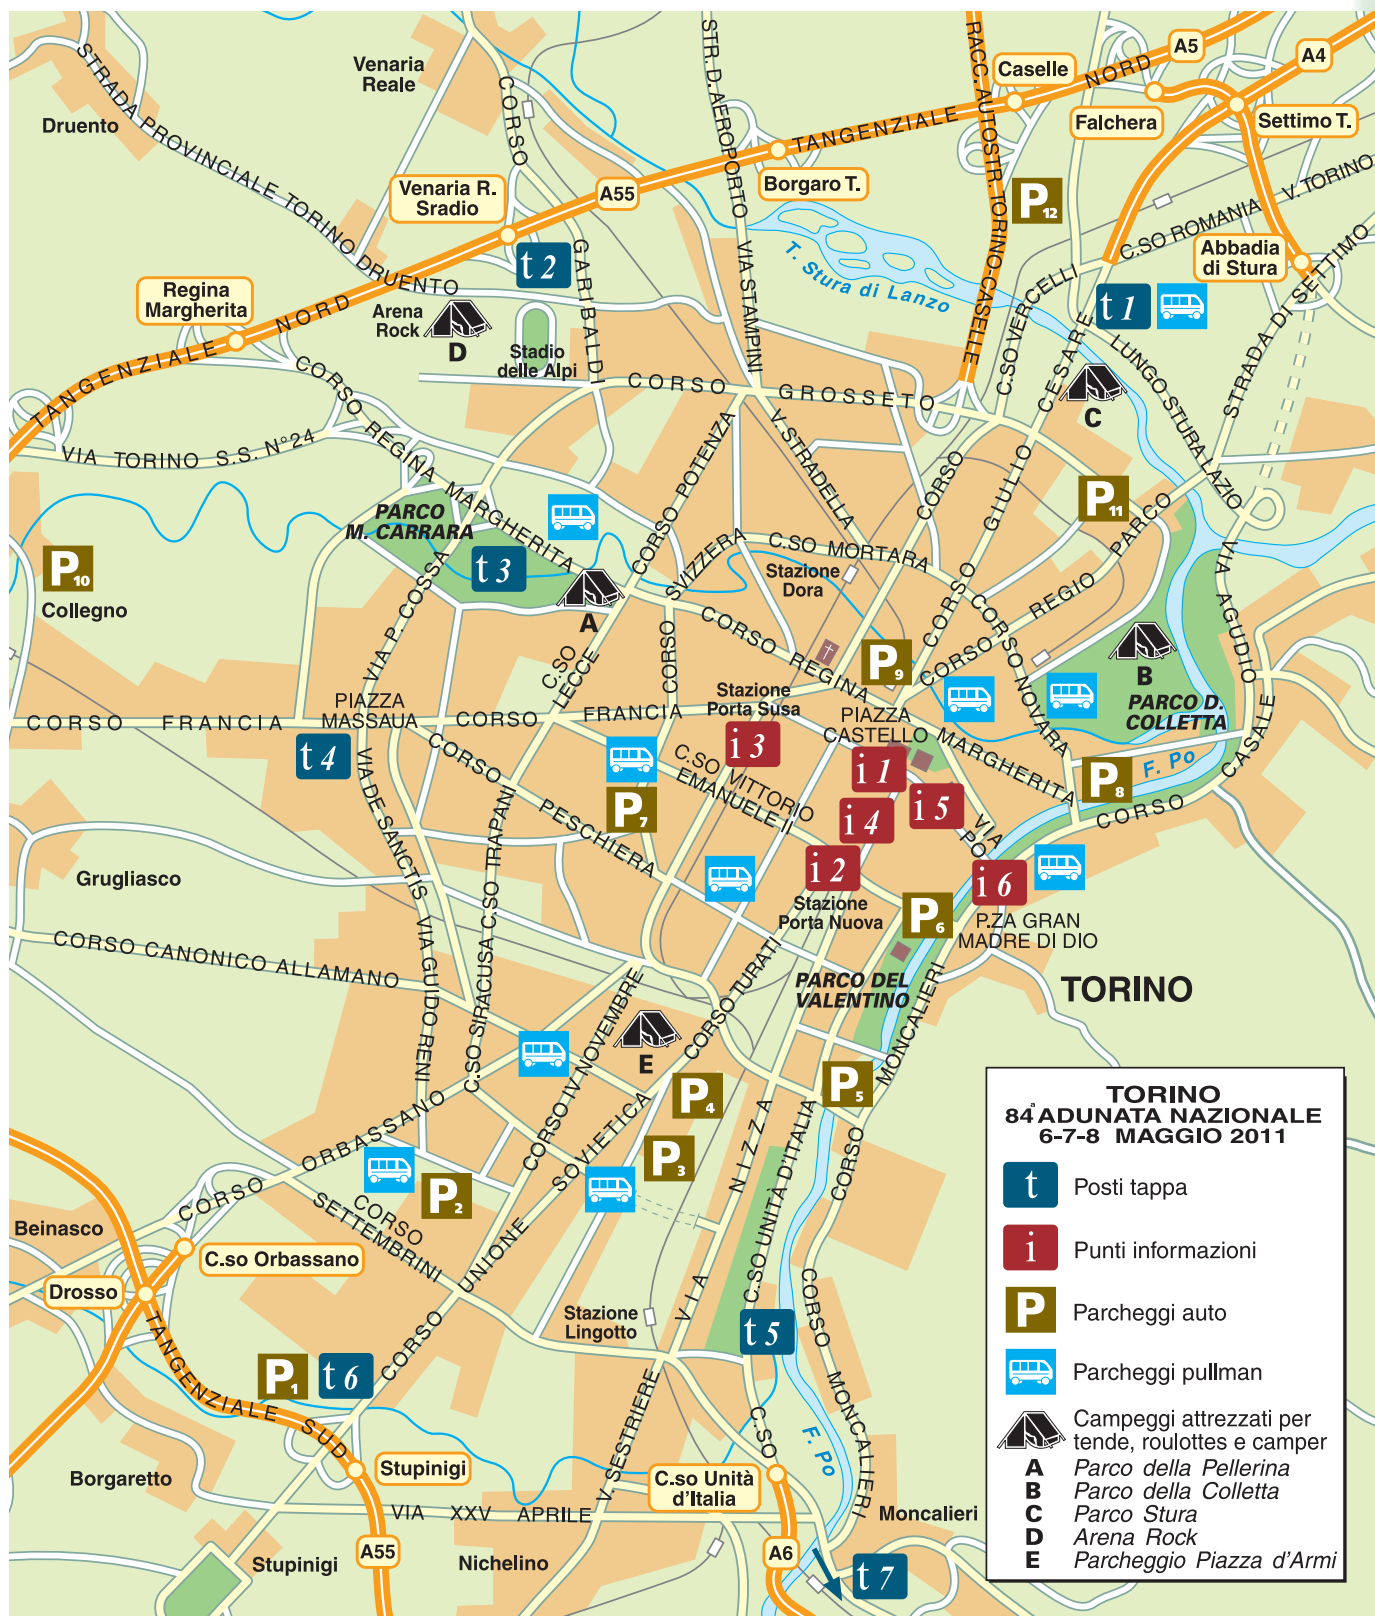 Venaria
Reale
Druento
STRADA PROVINCIALE TORINO DRUENTO
CORSO GARIBALDI
STR. D. AEROPORTO VIA STAMPINI
RACC. AUTOSTR. TORINO-CASELLE
Caselle
A5
A4
NORD
Falchera
Settimo T.
TANGENZIALE
Borgaro T.
A55
Venaria R.
Sradio
P12
V. TORINO
C.SO ROMANIA
Abbadia
di Stura
STRADA DI SETTIMO
T. Stura di Lanzo
C.SO VERCELLI
t 2
t 1
Regina
Margherita
NORD
TANGENZIALE
Arena
Rock
D
Stadio
delle Alpi
CORSO GROSSETO
CORSO GIULIO CESARE
C
LUNGO STURA LAZIO
VIA TORINO S.S. N°24
CORSO REGINA MARGHERITA
CORSO POTENZA
V. STRADELLA
CORSO
P11
PARCO
M. CARRARA
t 3
A
CORSO SVIZZERA
C.SO MORTARA
Stazione
Dora
CORSO REGIO PARCO
VIA AGUDIO
P10
Collegno
VIA P. COSSA
C.SO
LECCE
CORSO REGINA MARGHERITA
P9
CORSO NOVARA
B
PARCO D.
COLLETTA
Stazione
Porta Susa
PIAZZA
MASSAUA
CORSO FRANCIA
CORSO FRANCIA
PIAZZA
CASTELLO
t 4
i 3
i 1
i 5
i 4
i 2
i 6
F. Po
P8
CORSO CASALE
C.SO VITTORIO
EMANUELE II
P7
CORSO PESCHIERA
VIA PO
VIA DE SANCTIS VIA GUIDO RENI
C.SO SIRACUSA C.SO TRAPANI
Grugliasco
Stazione
Porta Nuova
P6
P.ZA GRAN
MADRE DI DIO
CORSO CANONICO ALLAMANO
PARCO DEL
VALENTINO
TORINO
CORSO IV NOVEMBRE
CORSO TURATI
E
P4
P5
CORSO MONCALIERI
CORSO ORBASSANO
P3
P2
CORSO
SETTEMBRINI
CORSO UNIONE SOVIETICA
VIA NIZZA
C.SO UNITÀ D'ITALIA
Beinasco
C.so Orbassano
Drosso
Stazione
Lingotto
t 5
CORSO MONCALIERI
P1
t 6
TANGENZIALE SUD
V. SESTRIERE
C.SO
F. Po
Borgaretto
Stupinigi
C.so Unità
d'Italia
VIA XXV APRILE
Moncalieri
A55
A6
Stupinigi
Nichelino
t 7
TORINO
84ª ADUNATA NAZIONALE
6-7-8 MAGGIO 2011
t Posti tappa
i Punti informazioni
P Parcheggi auto
Parcheggi pullman
Campeggi attrezzati per
tende, roulottes e camper
A Parco della Pellerina
B Parco della Colletta
C Parco Stura
D Arena Rock
E Parcheggio Piazza d'Armi